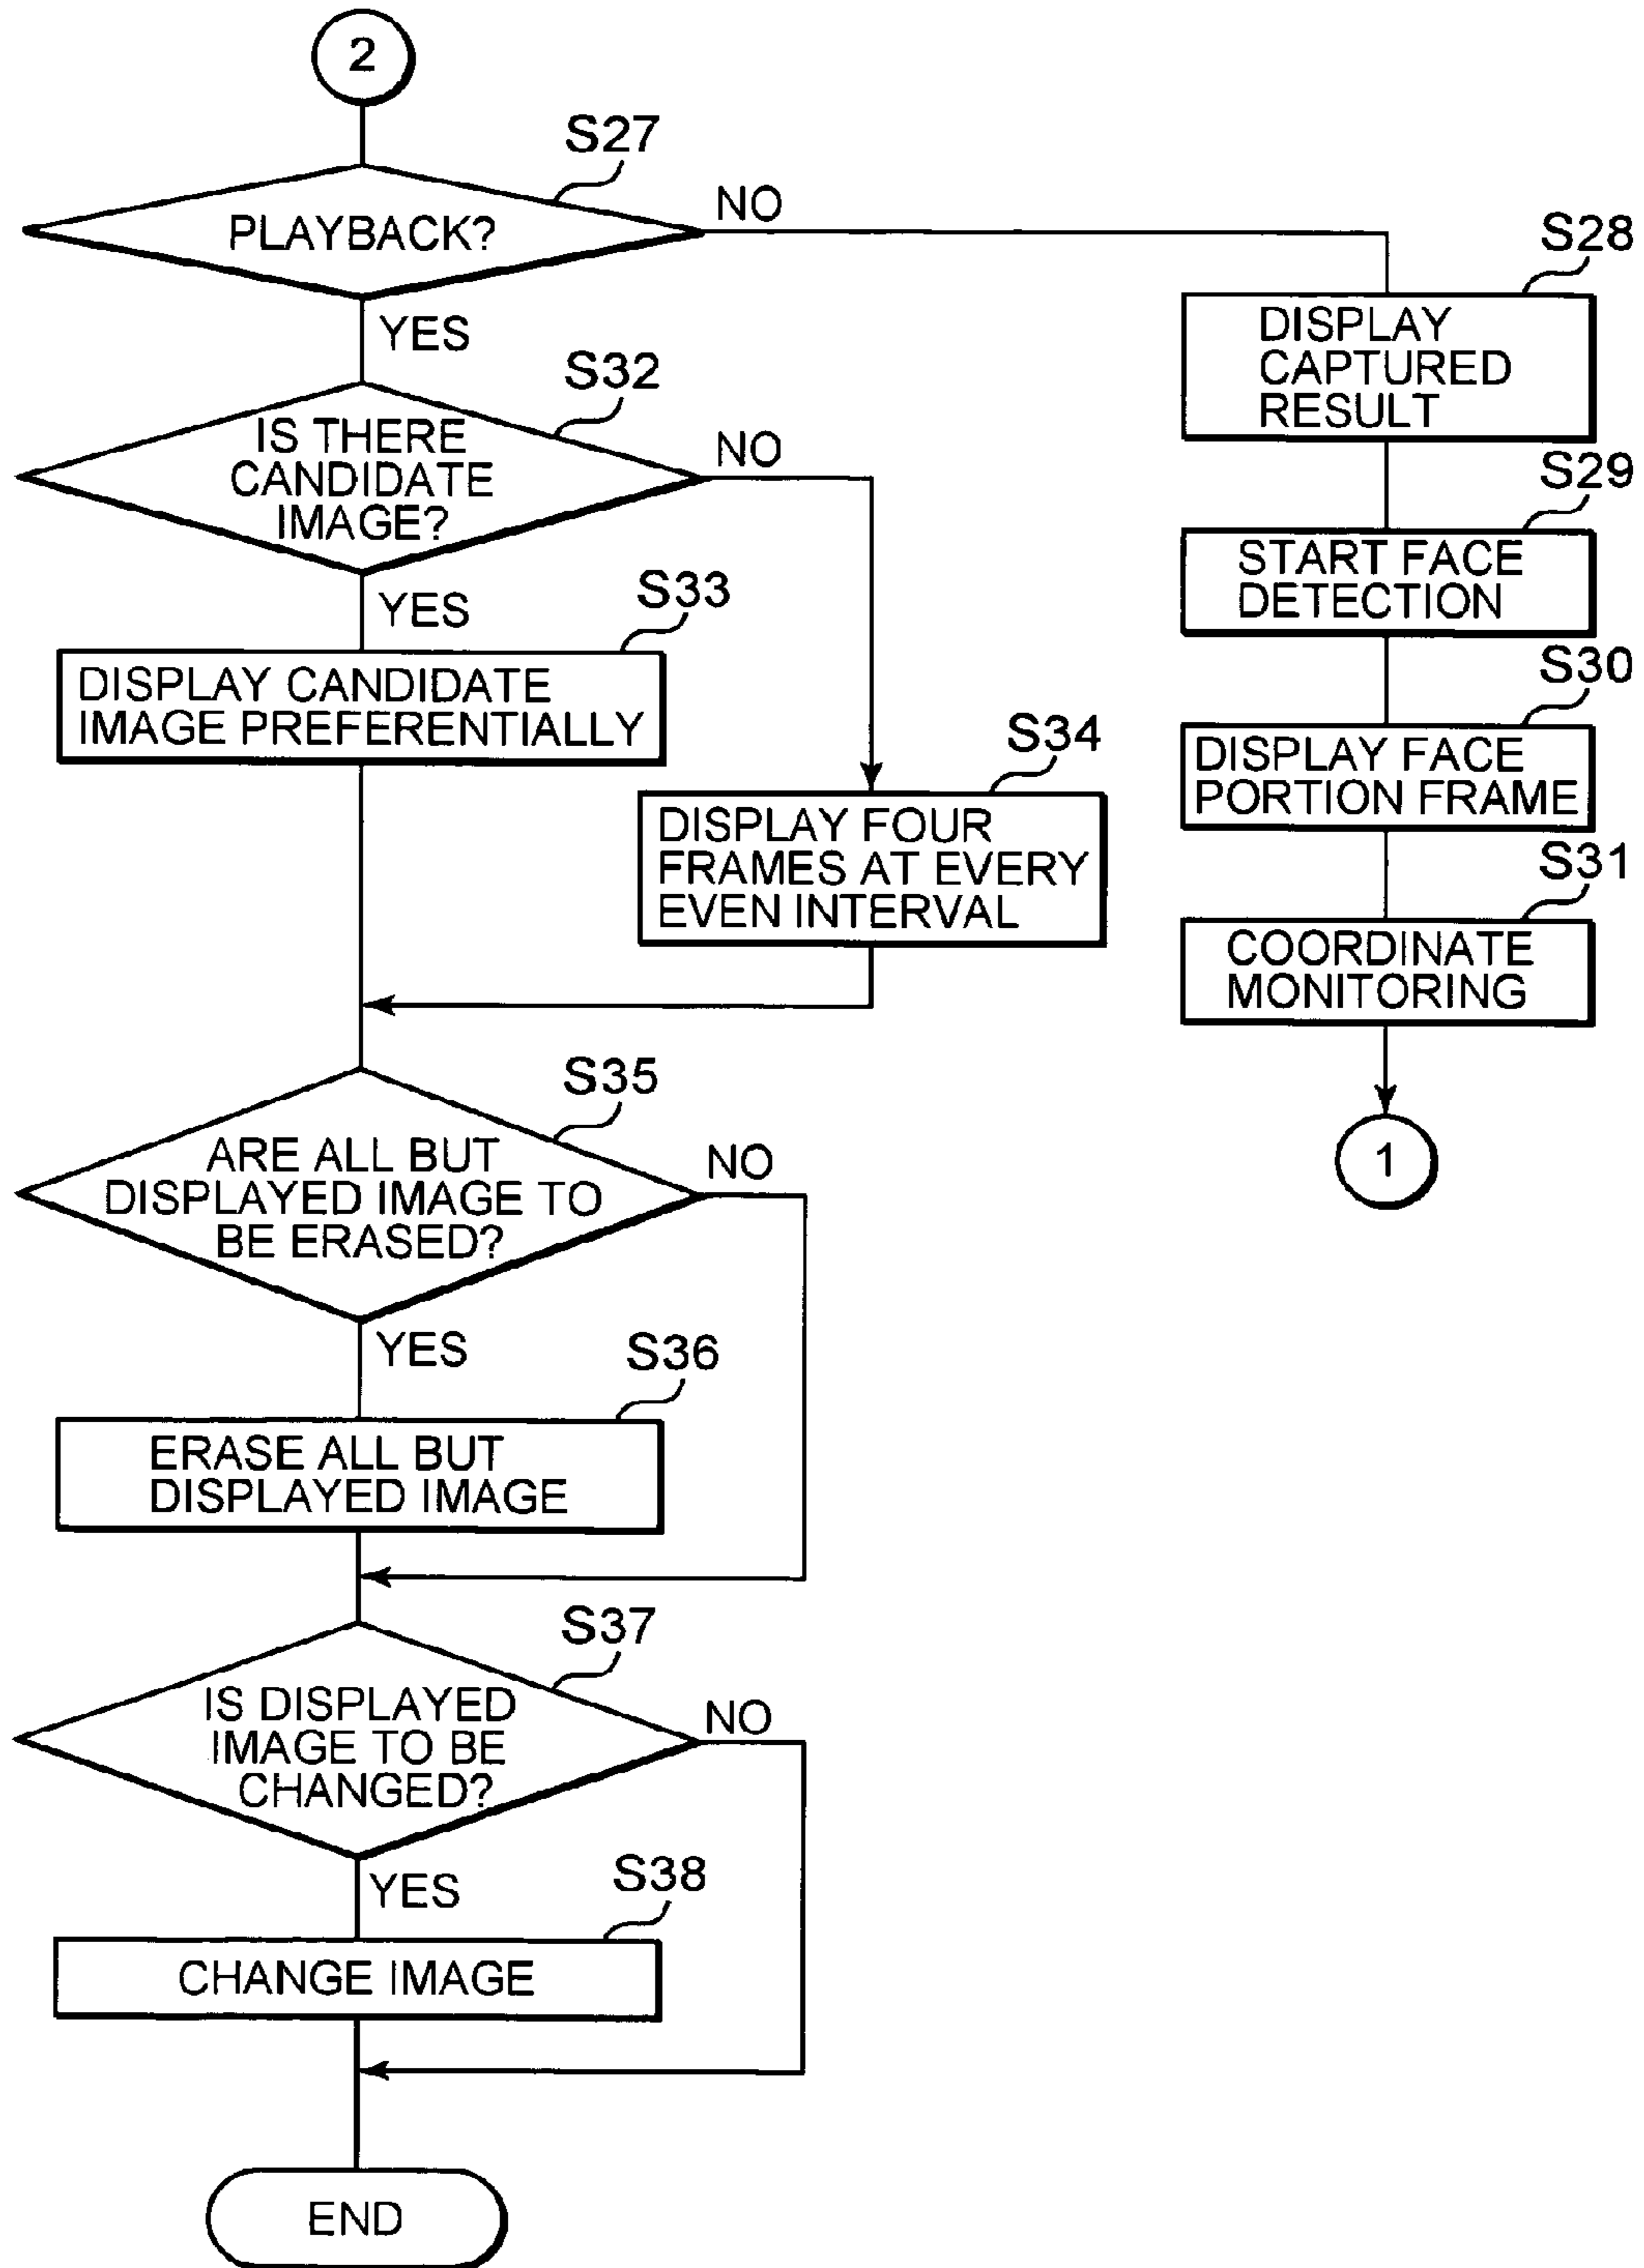 2
S27
PLAYBACK?
NO
YES
S28
DISPLAY
CAPTURED
RESULT
S29
START FACE
DETECTION
S30
DISPLAY FACE
PORTION FRAME
S31
COORDINATE
MONITORING
1
S32
IS THERE
CANDIDATE
IMAGE?
NO
YES
S33
DISPLAY CANDIDATE
IMAGE PREFERENTIALLY
S34
DISPLAY FOUR
FRAMES AT EVERY
EVEN INTERVAL
S35
ARE ALL BUT
DISPLAYED IMAGE TO
BE ERASED?
NO
YES
S36
ERASE ALL BUT
DISPLAYED IMAGE
S37
IS DISPLAYED
IMAGE TO BE
CHANGED?
NO
YES
S38
CHANGE IMAGE
END